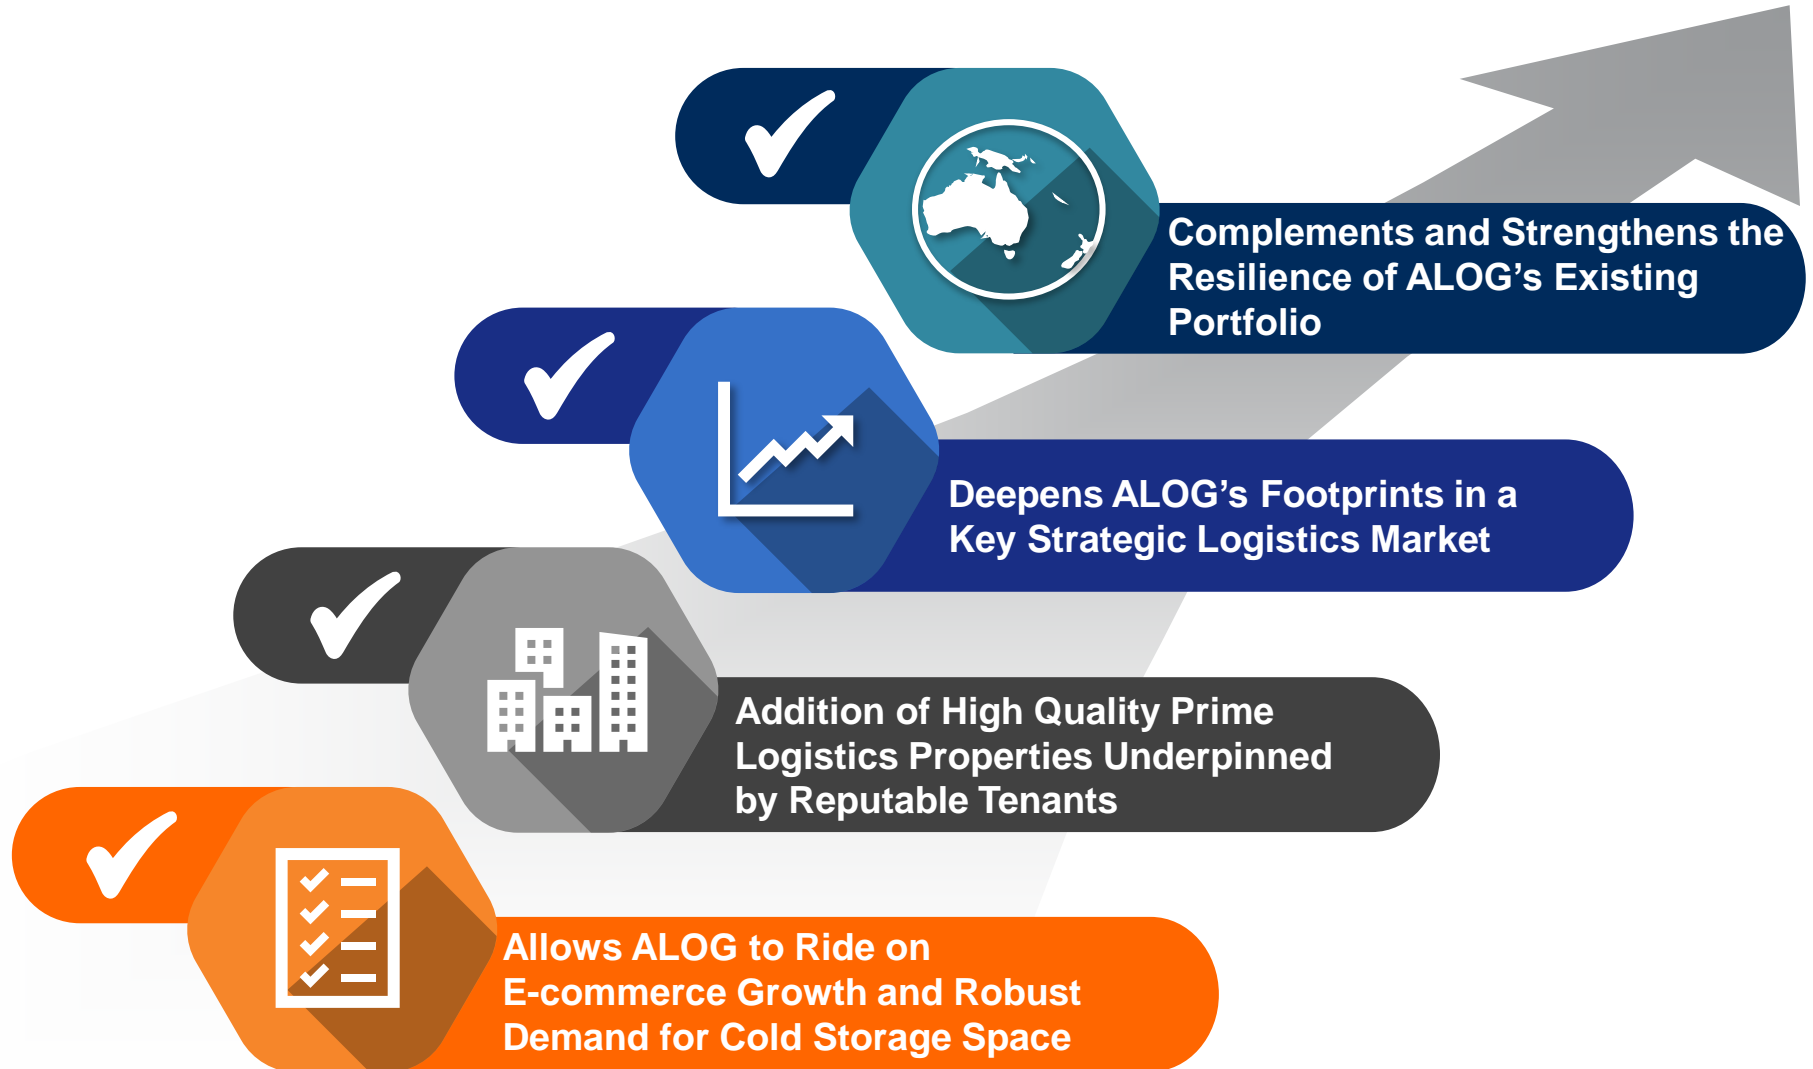 Complements and Strengthens the
Resilience of ALOG’s Existing
Portfolio
Deepens ALOG’s Footprints in a
Key Strategic Logistics Market
Addition of High Quality Prime
Logistics Properties Underpinned
by Reputable Tenants
Allows ALOG to Ride on
E-commerce Growth and Robust
Demand for Cold Storage Space